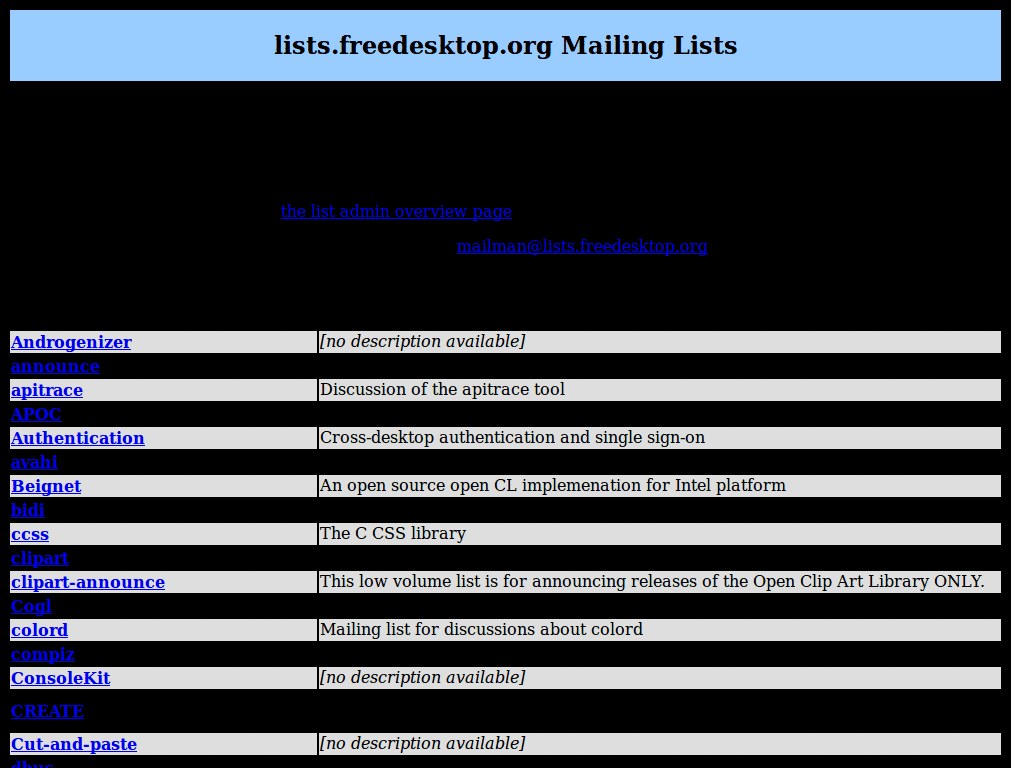 lists.freedesktop.org Mailing Lists
the list admin overview page
mailman@lists.freedesktop.org
Androgenizer [no description available]
announce
apitrace Discussion of the apitrace tool
APOC
Authentication Cross-desktop authentication and single sign-on
avahi
Beignet An open source open CL implemenation for Intel platform
bidi
ccss The C CSS library
clipart
clipart-announce This low volume list is for announcing releases of the Open Clip Art Library ONLY.
Cogl
colord Mailing list for discussions about colord
compiz
ConsoleKit [no description available]
CREATE
Cut-and-paste [no description available]
dbus